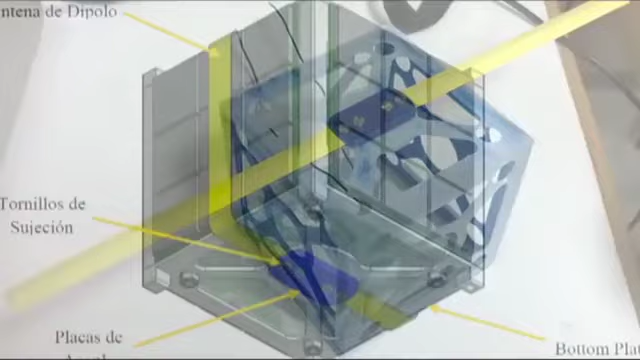 ntena de Dipolo
Tornillos de
Sujeción
Placas de
Bottom Pla